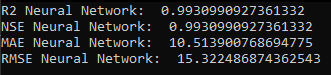 R2 Neural Network:  0.9930990927361332
NSE Neural Network:  0.9930990927361332
MAE Neural Network:  10.513900768694775
RMSE Neural Network:  15.322486874362543